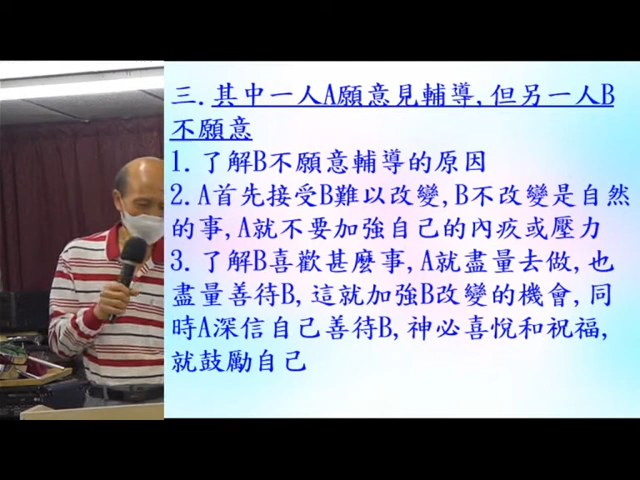 三.其中一人A願意見輔導,但另一人B
不願意
1.了解B不願意輔導的原因
2.A首先接受B難以改變,B不改變是自然
的事,A就不要加強自己的內疚或壓力
3.了解B喜歡甚麼事,A就盡量去做,也
盡量善待B,這就加強B改變的機會,同
時A深信自己善待B,神必喜悅和祝福,
就鼓勵自己